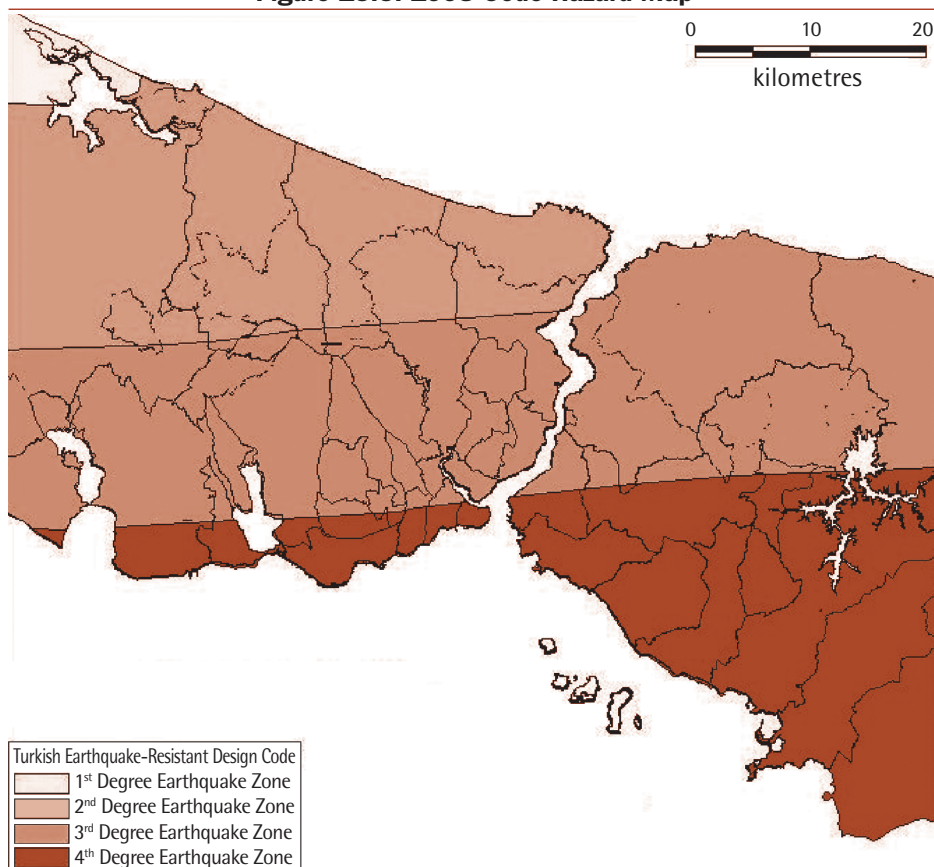 0 10 20
kilometres
Turkish Earthquake-Resistant Design Code
1st Degree Earthquake Zone
2nd Degree Earthquake Zone
3rd Degree Earthquake Zone
4th Degree Earthquake Zone